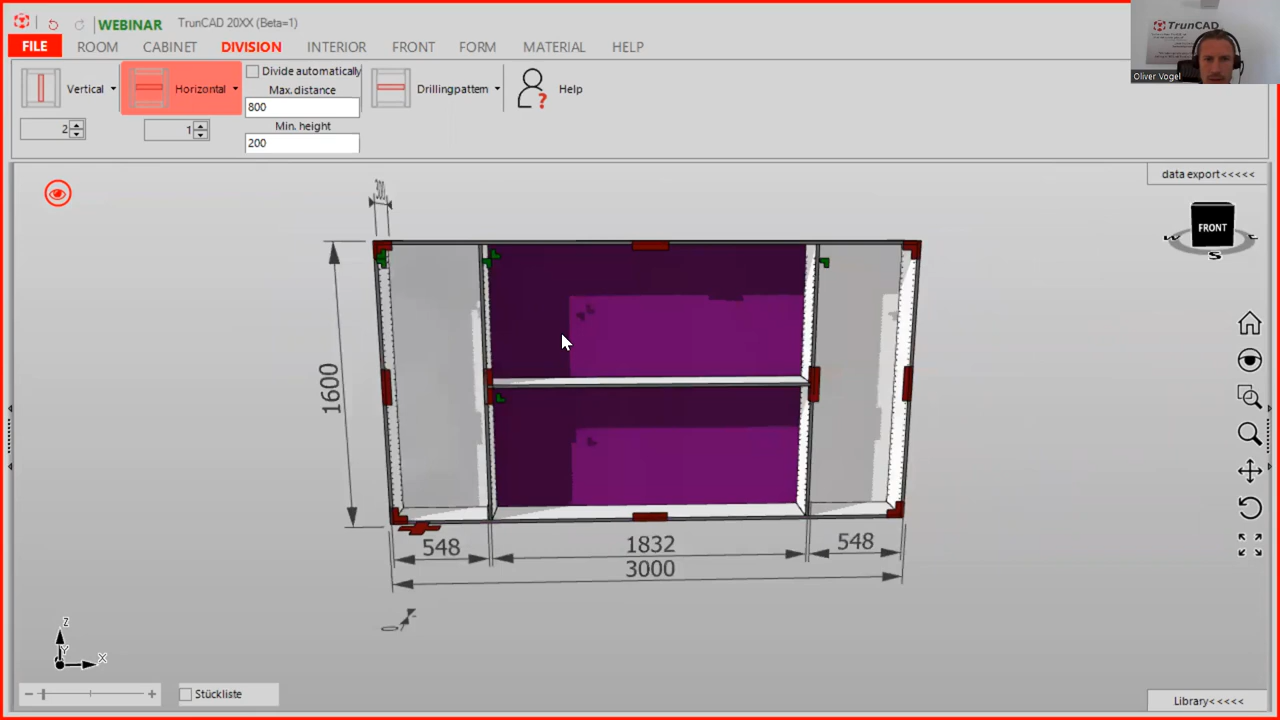 WEBINAR TrunCAD 20XX (Beta=1)
FILE ROOM CABINET DIVISION INTERIOR FRONT FORM MATERIAL HELP
TrunCAD
Oliver Vogel
Vertical Horizontal Divide automatically Drillingpattern Help
Max. distance
800
2 1 Min. height
200
data export<<<<<
FRONT
S
1600
548 1832 548
3000
Z
Y
X
Stückliste
Library<<<<<